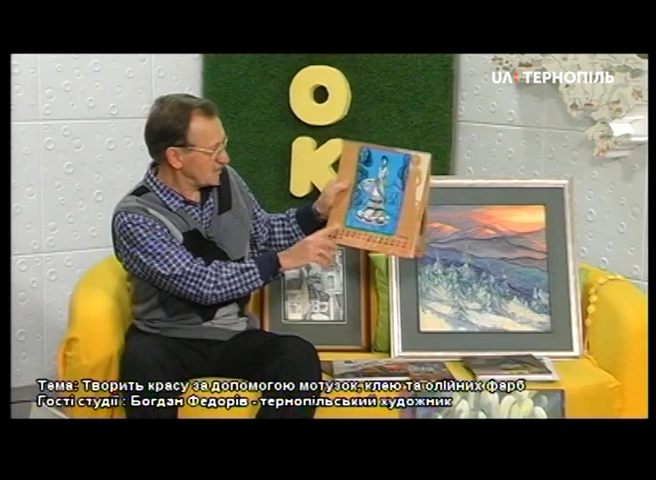 UA:ТЕРНОПІЛЬ
ОК
Тема: Творить красу за допомогою мотузок, клею та олійних фарб
Гості студії : Богдан Федорів - тернопільський художник